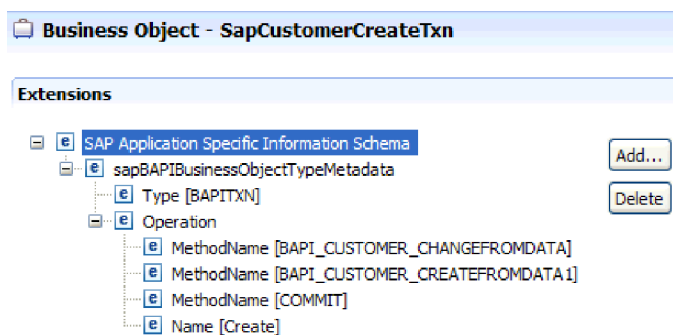 Business Object - SapCustomerCreateTxn
Extensions
e SAP Application Specific Information Schema
Add...
e sapBAPIBusinessObjectTypeMetadata
e Type [BAPITXN]
Delete
e Operation
e MethodName [BAPI_CUSTOMER_CHANGEFROMDATA]
e MethodName [BAPI_CUSTOMER_CREATEFROMDATA1]
e MethodName [COMMIT]
e Name [Create]